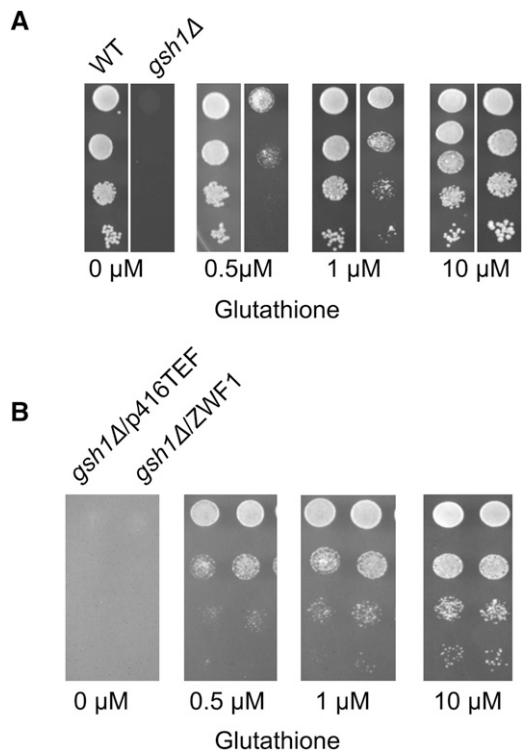 A
WT gsh1Δ
0 µM 0.5µM 1 µM 10 µM
Glutathione
B
gsh1Δ/p416TEF gsh1Δ/ZWF1
0 µM 0.5 µM 1 µM 10 µM
Glutathione